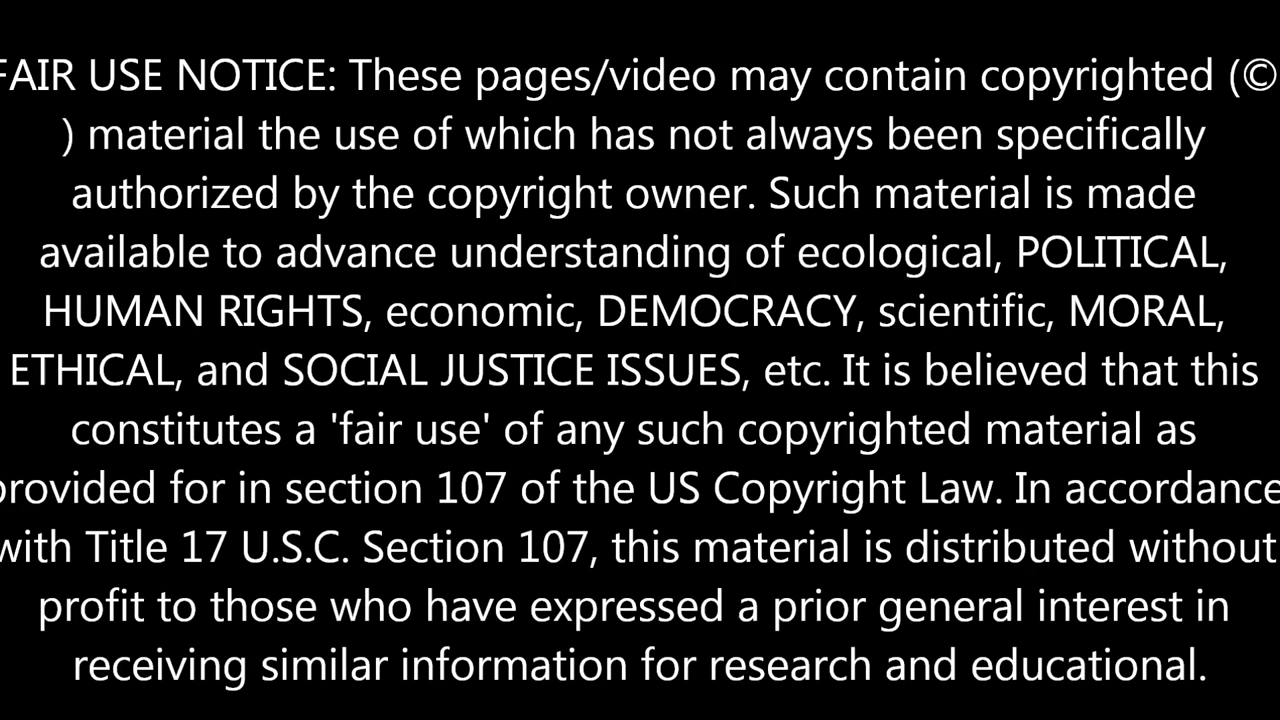 FAIR USE NOTICE: These pages/video may contain copyrighted (©
) material the use of which has not always been specifically
authorized by the copyright owner. Such material is made
available to advance understanding of ecological, POLITICAL,
HUMAN RIGHTS, economic, DEMOCRACY, scientific, MORAL,
ETHICAL, and SOCIAL JUSTICE ISSUES, etc. It is believed that this
constitutes a 'fair use' of any such copyrighted material as
provided for in section 107 of the US Copyright Law. In accordance
with Title 17 U.S.C. Section 107, this material is distributed without
profit to those who have expressed a prior general interest in
receiving similar information for research and educational.